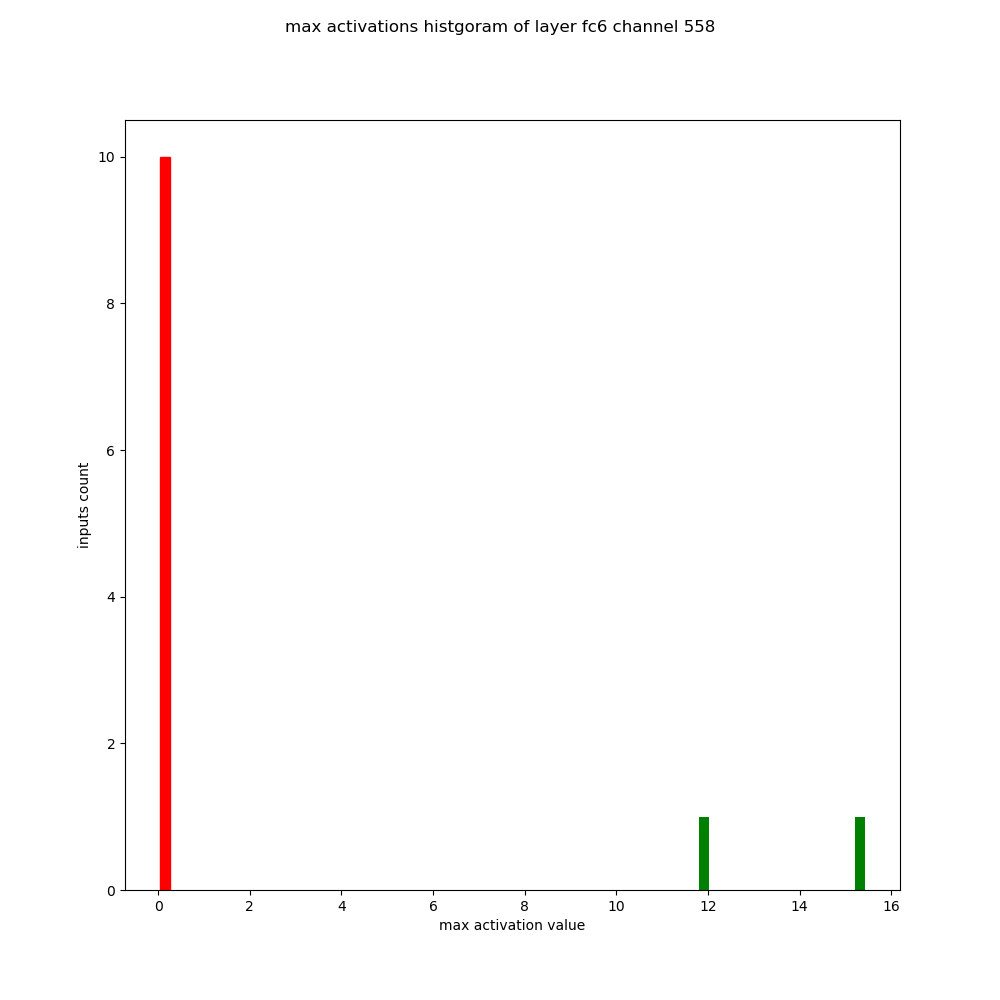 max activations histgoram of layer fc6 channel 558
10
8
6
4
2
0
inputs count
0 2 4 6 8 10 12 14 16
max activation value